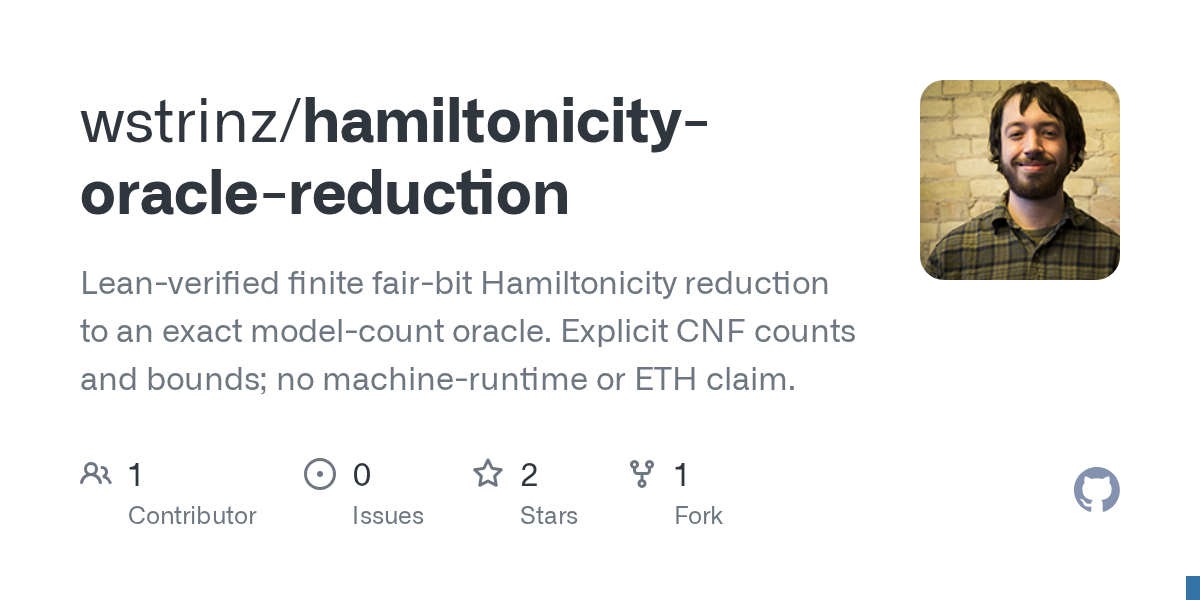 wstrinz/hamiltonicity-
oracle-reduction
Lean-verified finite fair-bit Hamiltonicity reduction
to an exact model-count oracle. Explicit CNF counts
and bounds; no machine-runtime or ETH claim.
1 0 2 1
Contributor Issues Stars Fork